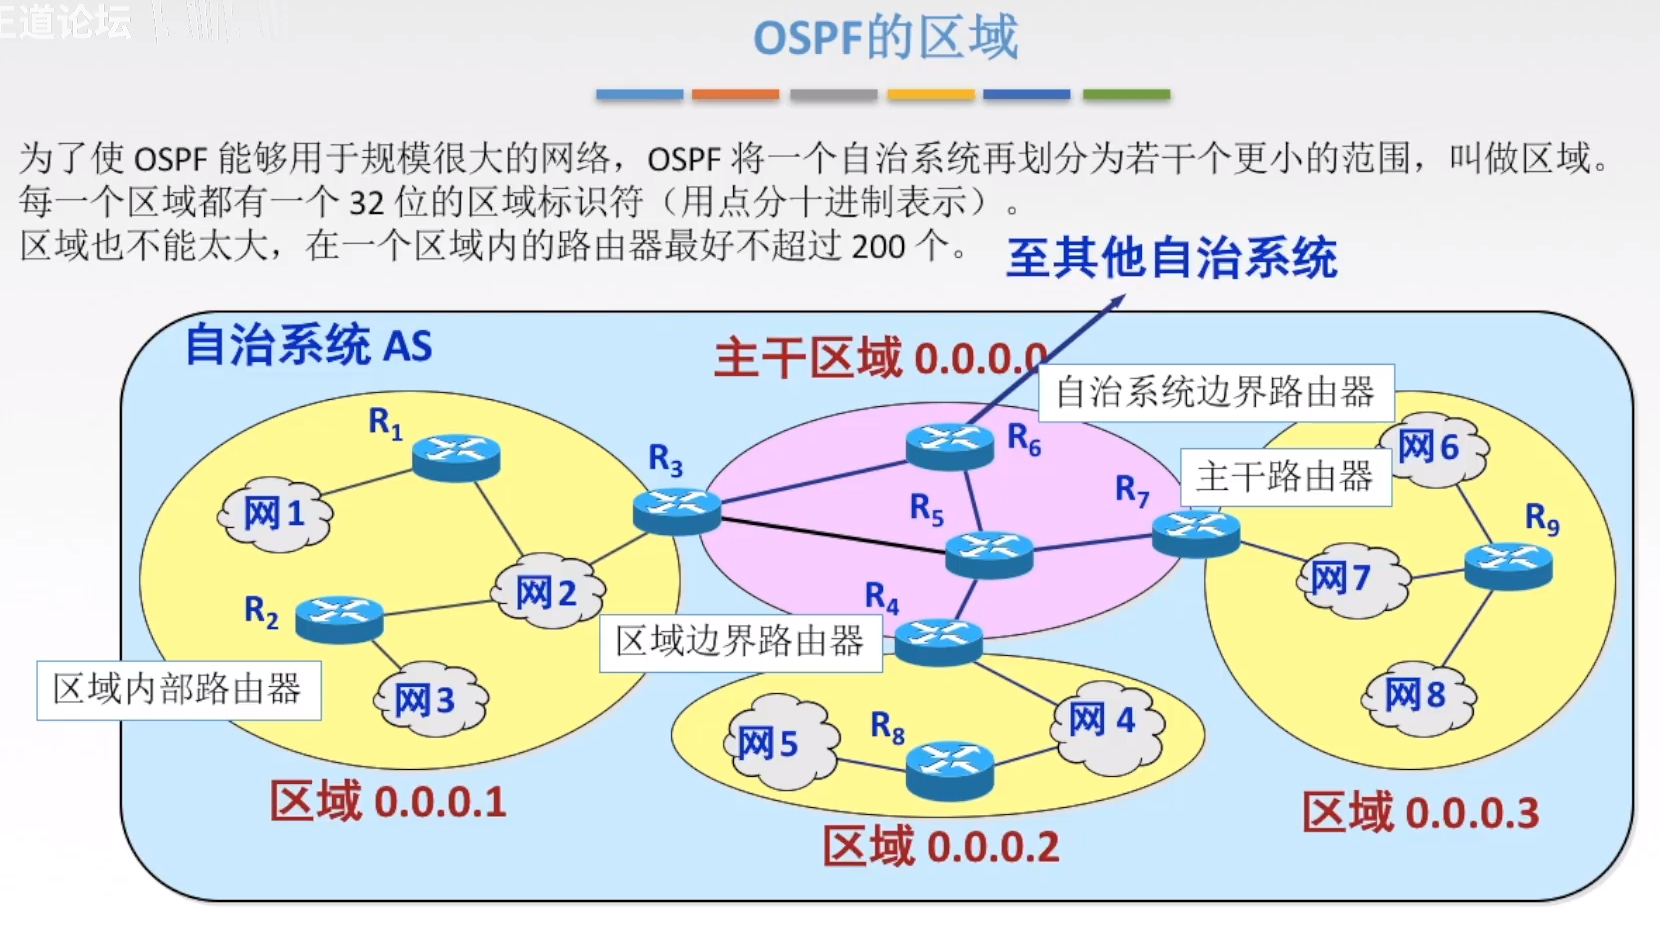 王道论坛
OSPF的区域
为了使 OSPF 能够用于规模很大的网络，OSPF 将一个自治系统再划分为若干个更小的范围，叫做区域。
每一个区域都有一个 32 位的区域标识符（用点分十进制表示）。
区域也不能太大，在一个区域内的路由器最好不超过 200 个。
至其他自治系统
自治系统 AS
主干区域 0.0.0.0
自治系统边界路由器
R1
R6
网6
R3
主干路由器
R7
网1
R5
R9
网2
网7
R2
R4
区域边界路由器
区域内部路由器
网3
网8
网5
R8
网4
区域 0.0.0.1
区域 0.0.0.2
区域 0.0.0.3